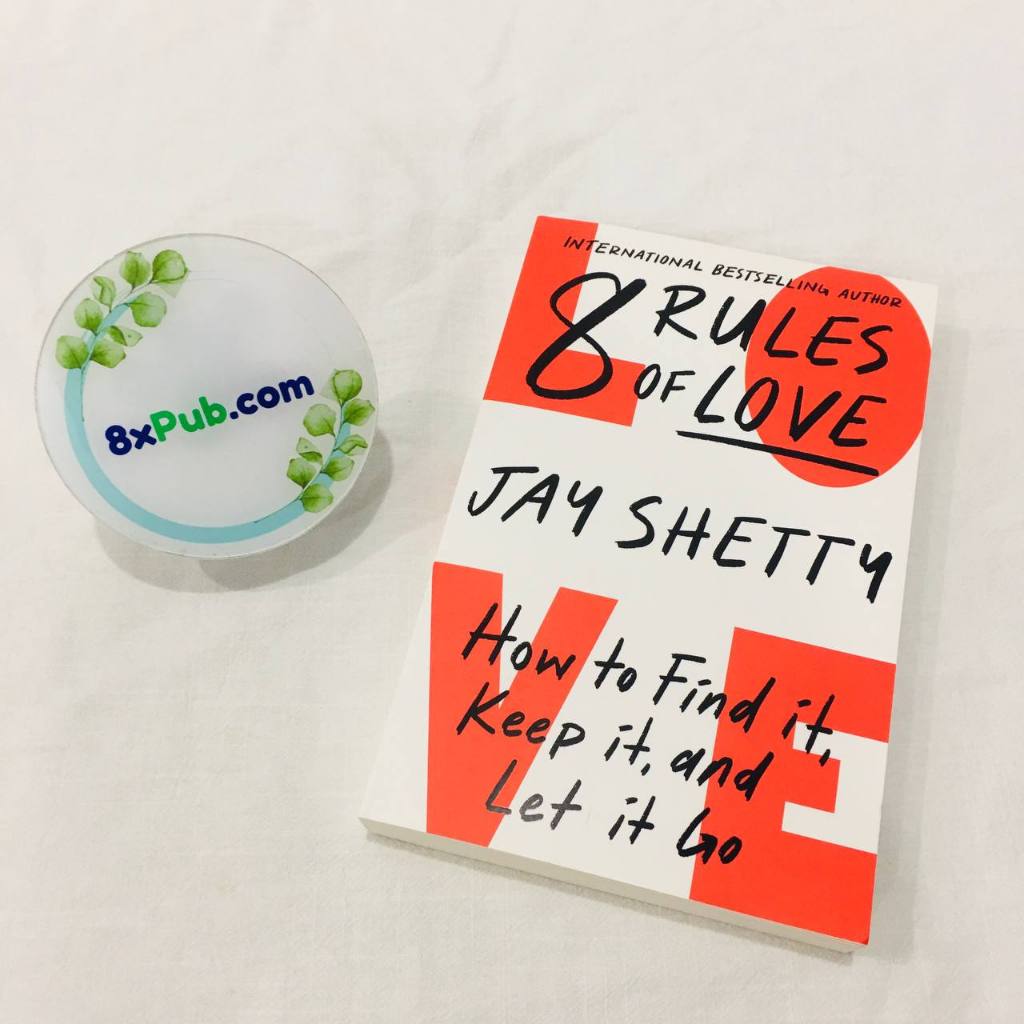 8xPub.com
INTERNATIONAL BESTSELLING AUTHOR
8 RULES
OF LOVE
JAY SHETTY
How to Find it,
Keep it, and
Let it Go
LOVE